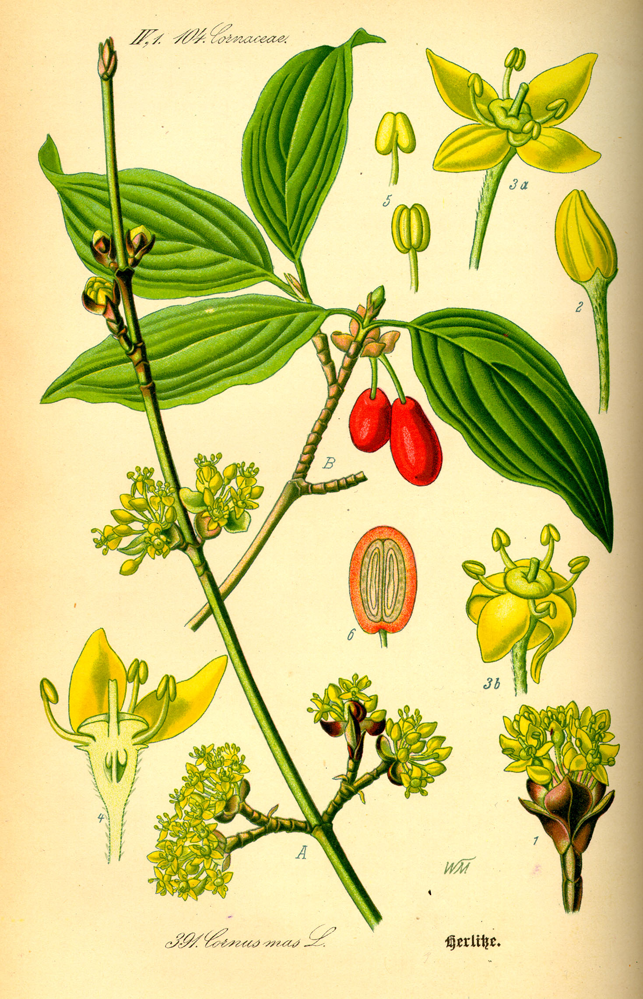 IV,1. 104. Cornaceae.
3a
5
2
B
6
3b
4
1
A
WM
391. Cornus mas L.
Herlitze.